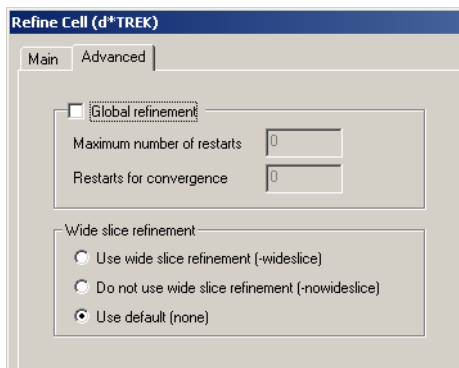 Refine Cell (d*TREK)
Main Advanced
Global refinement
Maximum number of restarts 0
Restarts for convergence 0
Wide slice refinement
Use wide slice refinement (-wideslice)
Do not use wide slice refinement (-nowideslice)
Use default (none)